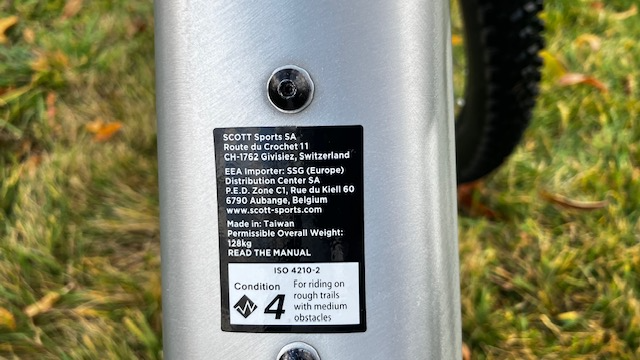 SCOTT Sports SA
Route du Crochet 11
CH-1762 Givisiez, Switzerland
EEA Importer: SSG (Europe)
Distribution Center SA
P.E.D. Zone C1, Rue du Kiell 60
6790 Aubange, Belgium
www.scott-sports.com
Made in: Taiwan
Permissible Overall Weight:
128kg
READ THE MANUAL
ISO 4210-2
Condition 4
For riding on
rough trails
with medium
obstacles